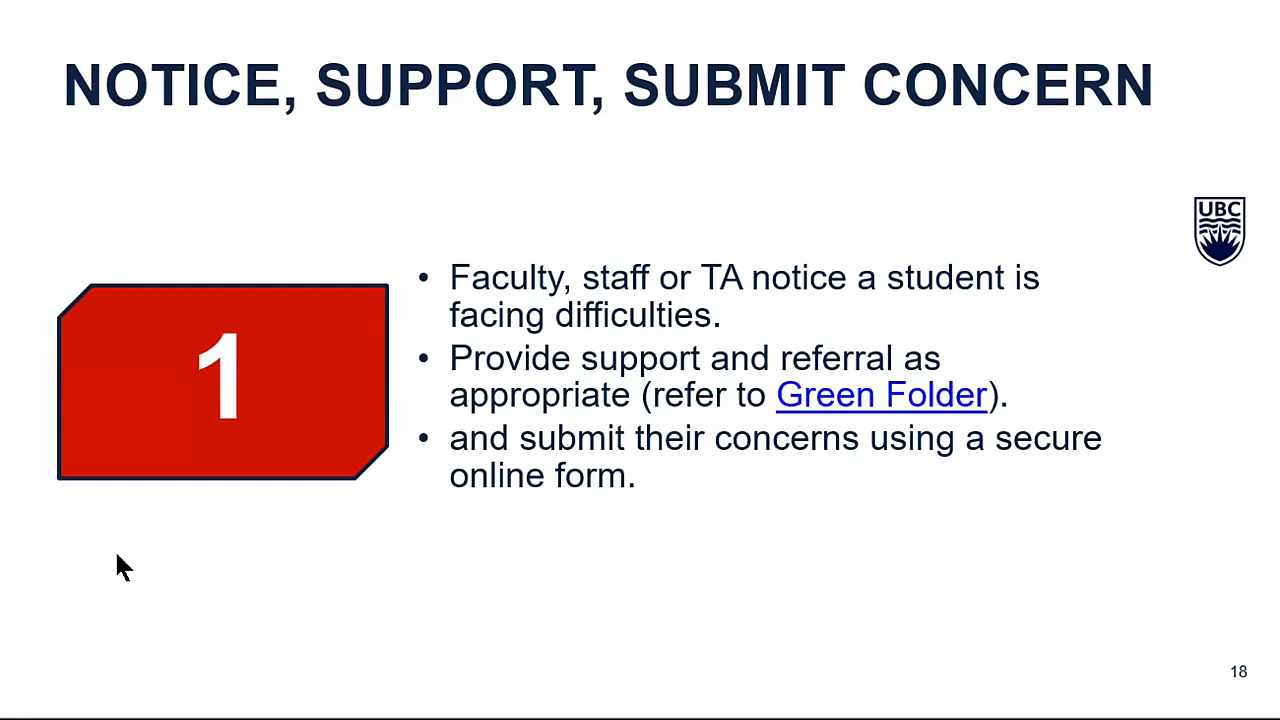 NOTICE, SUPPORT, SUBMIT CONCERN
UBC
1
• Faculty, staff or TA notice a student is
facing difficulties.
• Provide support and referral as
appropriate (refer to Green Folder).
• and submit their concerns using a secure
online form.
18